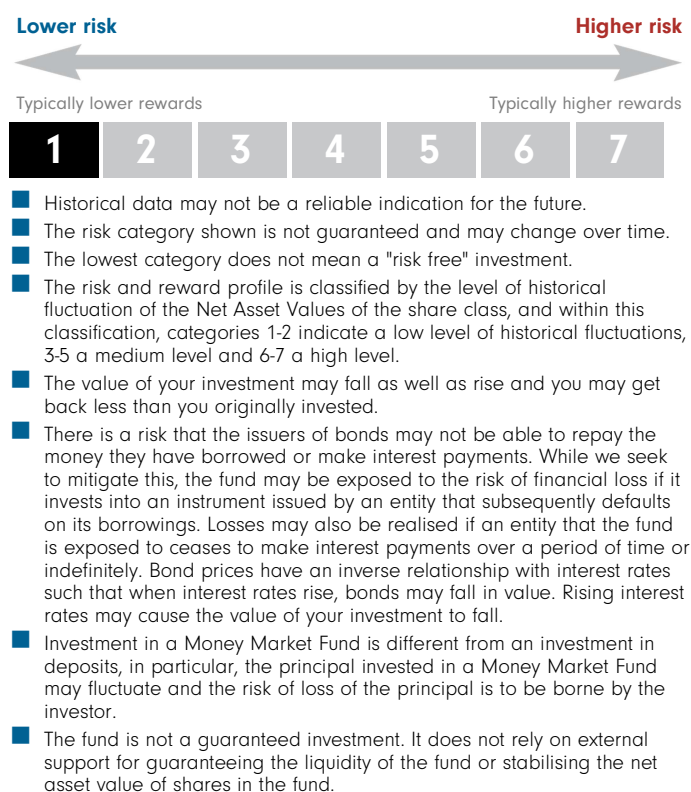 Lower risk Higher risk
Typically lower rewards Typically higher rewards
1 2 3 4 5 6 7
Historical data may not be a reliable indication for the future.
The risk category shown is not guaranteed and may change over time.
The lowest category does not mean a "risk free" investment.
The risk and reward profile is classified by the level of historical
fluctuation of the Net Asset Values of the share class, and within this
classification, categories 1-2 indicate a low level of historical fluctuations,
3-5 a medium level and 6-7 a high level.
The value of your investment may fall as well as rise and you may get
back less than you originally invested.
There is a risk that the issuers of bonds may not be able to repay the
money they have borrowed or make interest payments. While we seek
to mitigate this, the fund may be exposed to the risk of financial loss if it
invests into an instrument issued by an entity that subsequently defaults
on its borrowings. Losses may also be realised if an entity that the fund
is exposed to ceases to make interest payments over a period of time or
indefinitely. Bond prices have an inverse relationship with interest rates
such that when interest rates rise, bonds may fall in value. Rising interest
rates may cause the value of your investment to fall.
Investment in a Money Market Fund is different from an investment in
deposits, in particular, the principal invested in a Money Market Fund
may fluctuate and the risk of loss of the principal is to be borne by the
investor.
The fund is not a guaranteed investment. It does not rely on external
support for guaranteeing the liquidity of the fund or stabilising the net
asset value of shares in the fund.